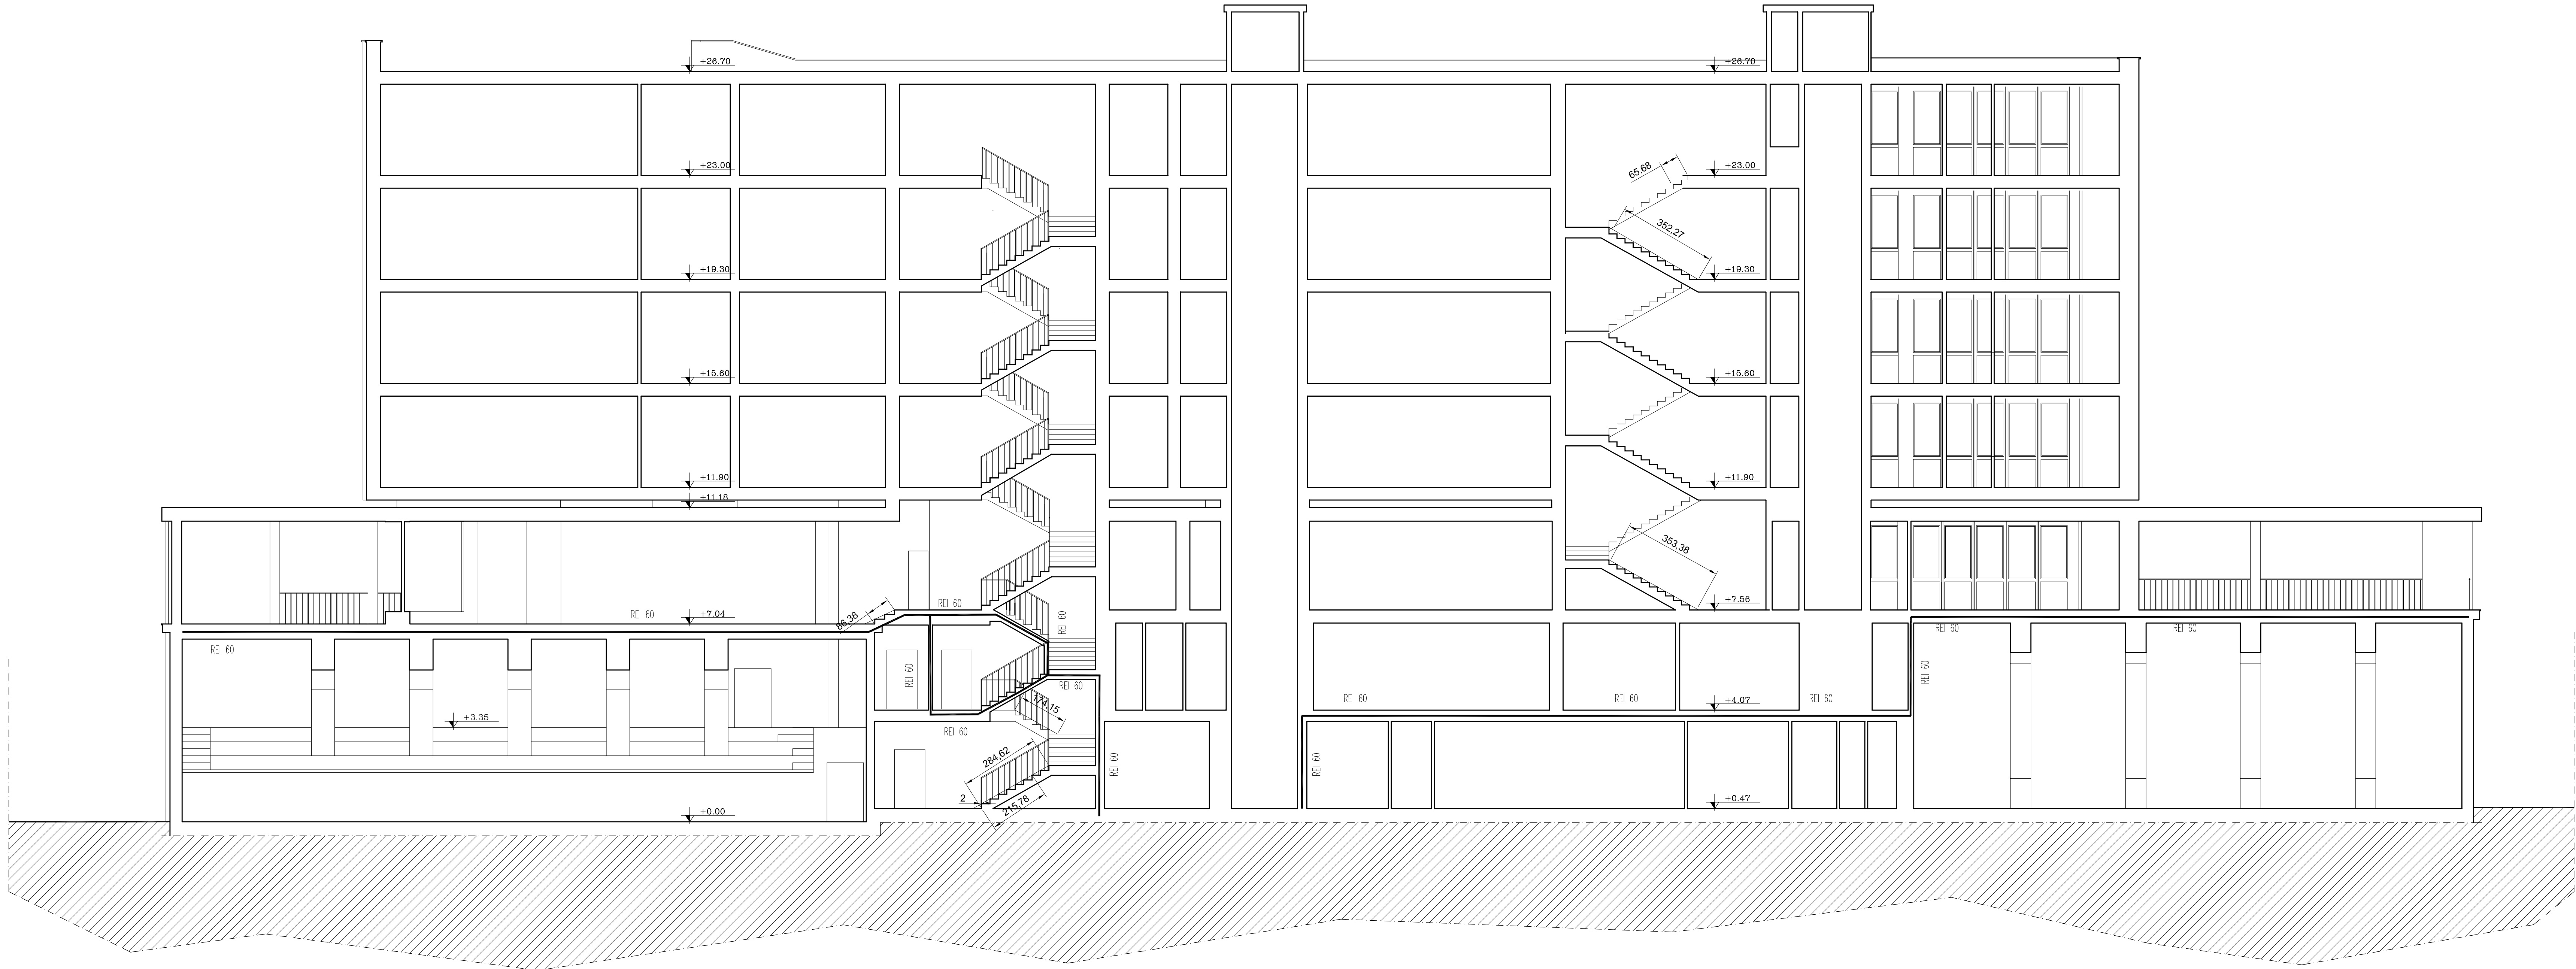 +26.70
+26.70
+23.00
65,68
+23.00
352,27
+19.30
+19.30
+15.60
+15.60
+11.90
+11.90
+11.18
353,38
REI 60
REI 60
+7.56
86,38
+7.04
REI 60
REI 60
REI 60
REI 60
REI 60
REI 60
REI 60
REI 60
REI 60
REI 60
REI 60
174,15
+4.07
+3.35
REI 60
284,62
REI 60
REI 60
2
215,78
+0.47
+0.00